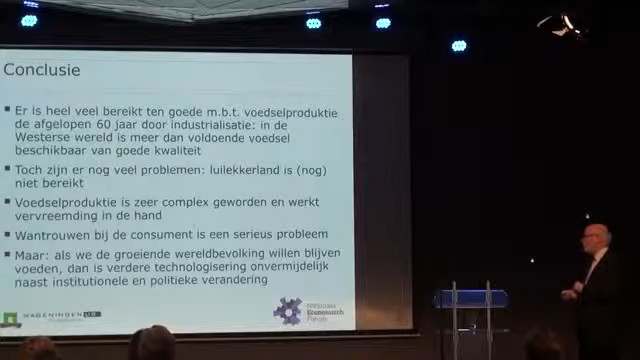 Conclusie
Er is heel veel bereikt ten goede m.b.t. voedselproduktie
de afgelopen 60 jaar door industrialisatie: in de
Westerse wereld is meer dan voldoende voedsel
beschikbaar van goede kwaliteit
Toch zijn er nog veel problemen: luilekkerland is (nog)
niet bereikt
Voedselproduktie is zeer complex geworden en werkt
vervreemding in de hand
Wantrouwen bij de consument is een serieus probleem
Maar: als we de groeiende wereldbevolking willen blijven
voeden, dan is verdere technologisering onvermijdelijk
naast institutionele en politieke verandering
WAGENINGEN UR